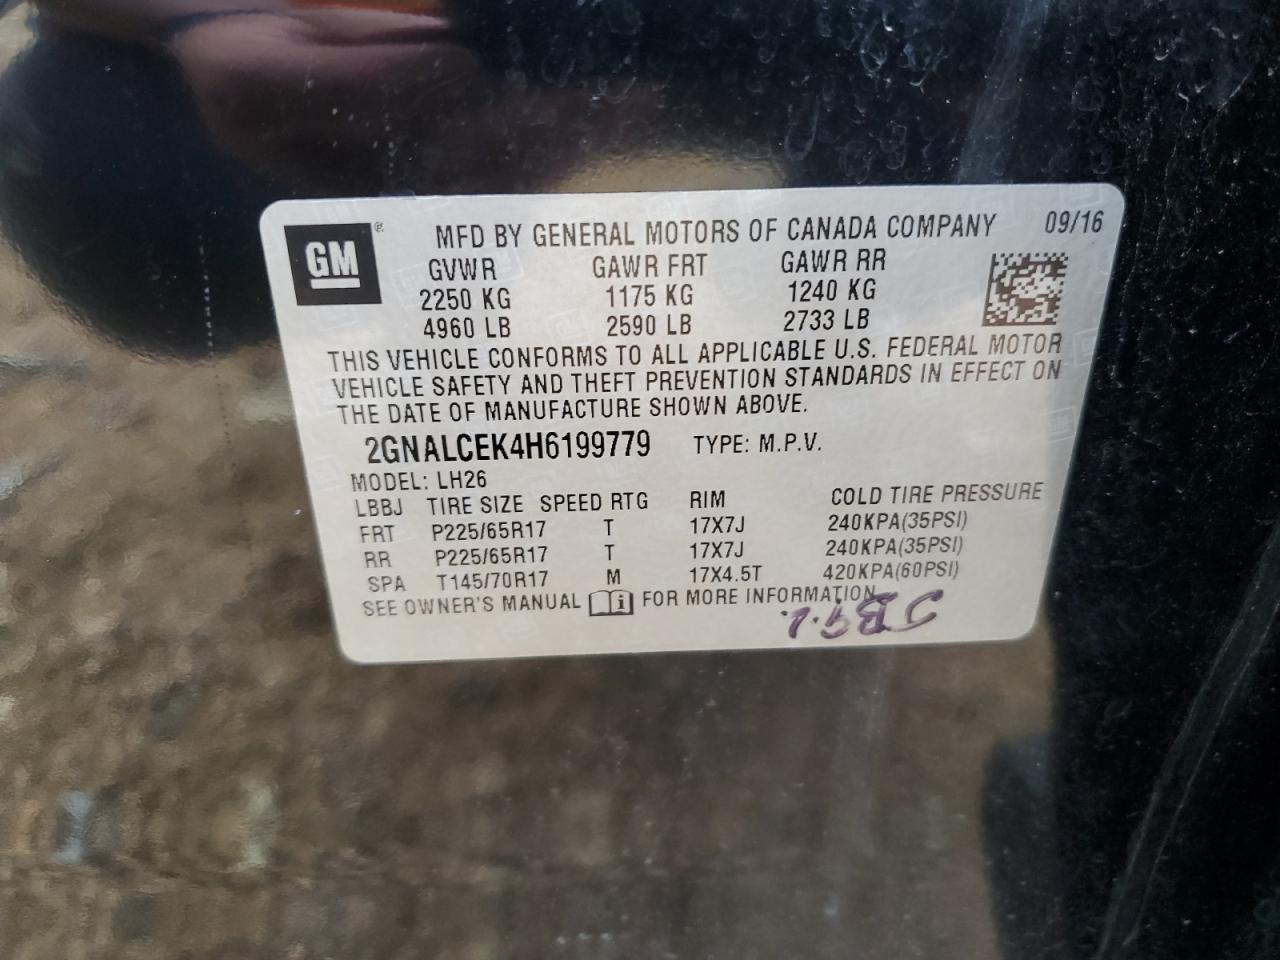 GM ® MFD BY GENERAL MOTORS OF CANADA COMPANY 09/16
GVWR GAWR FRT GAWR RR
2250 KG 1175 KG 1240 KG
4960 LB 2590 LB 2733 LB
THIS VEHICLE CONFORMS TO ALL APPLICABLE U.S. FEDERAL MOTOR
VEHICLE SAFETY AND THEFT PREVENTION STANDARDS IN EFFECT ON
THE DATE OF MANUFACTURE SHOWN ABOVE.
2GNALCEK4H6199779 TYPE: M.P.V.
MODEL: LH26
LBBJ TIRE SIZE SPEED RTG RIM COLD TIRE PRESSURE
FRT P225/65R17 T 17X7J 240KPA(35PSI)
RR P225/65R17 T 17X7J 240KPA(35PSI)
SPA T145/70R17 M 17X4.5T 420KPA(60PSI)
SEE OWNER'S MANUAL FOR MORE INFORMATION